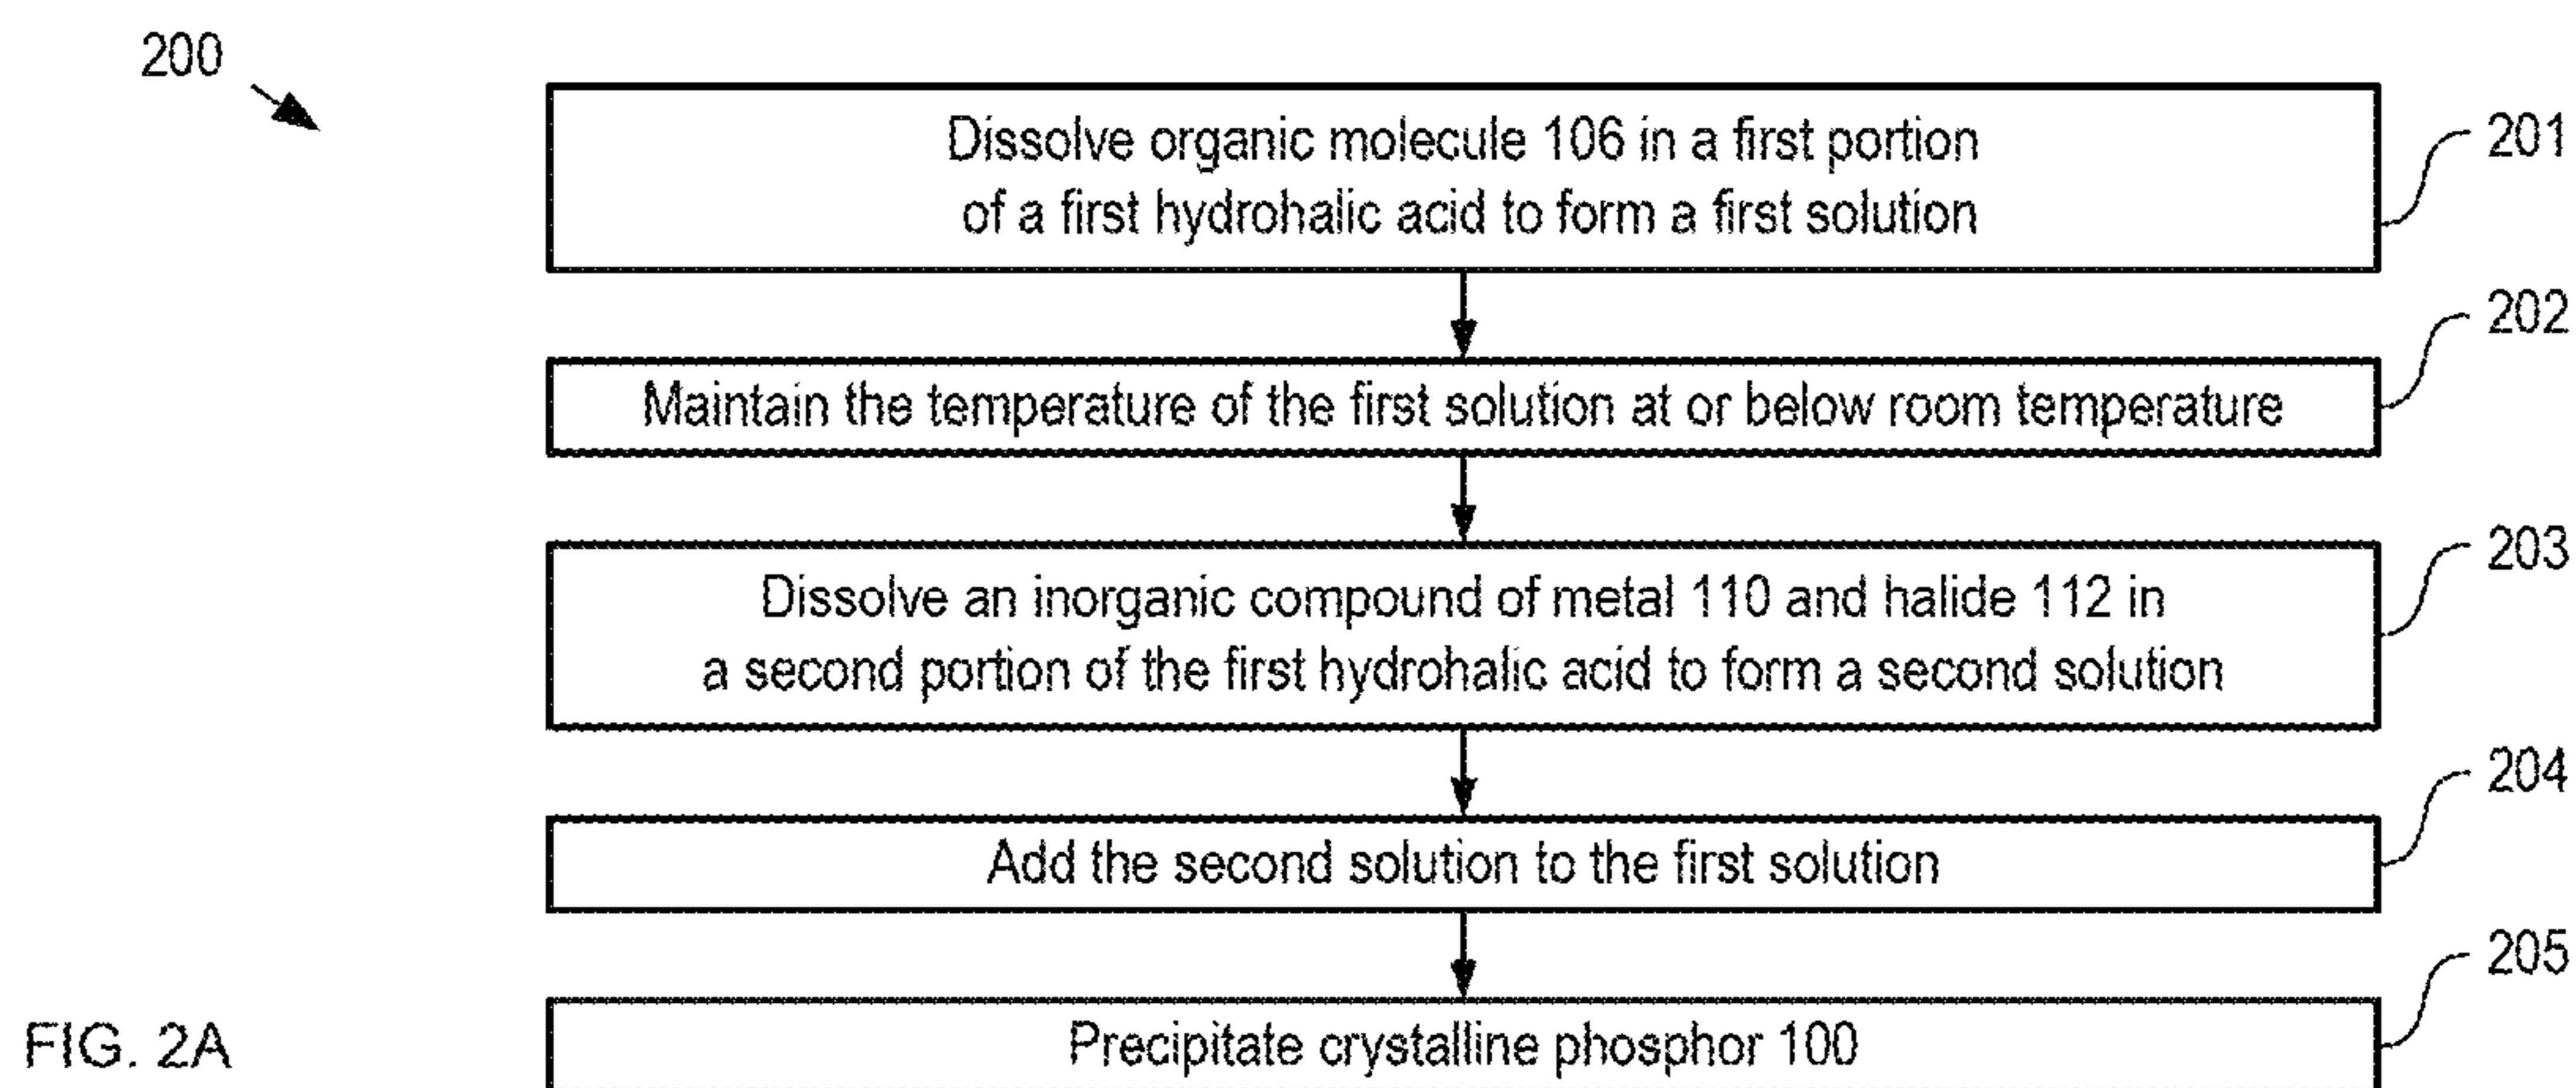 200
Dissolve organic molecule 106 in a first portion
of a first hydrohalic acid to form a first solution
201
Maintain the temperature of the first solution at or below room temperature
202
Dissolve an inorganic compound of metal 110 and halide 112 in
a second portion of the first hydrohalic acid to form a second solution
203
Add the second solution to the first solution
204
Precipitate crystalline phosphor 100
205
FIG. 2A